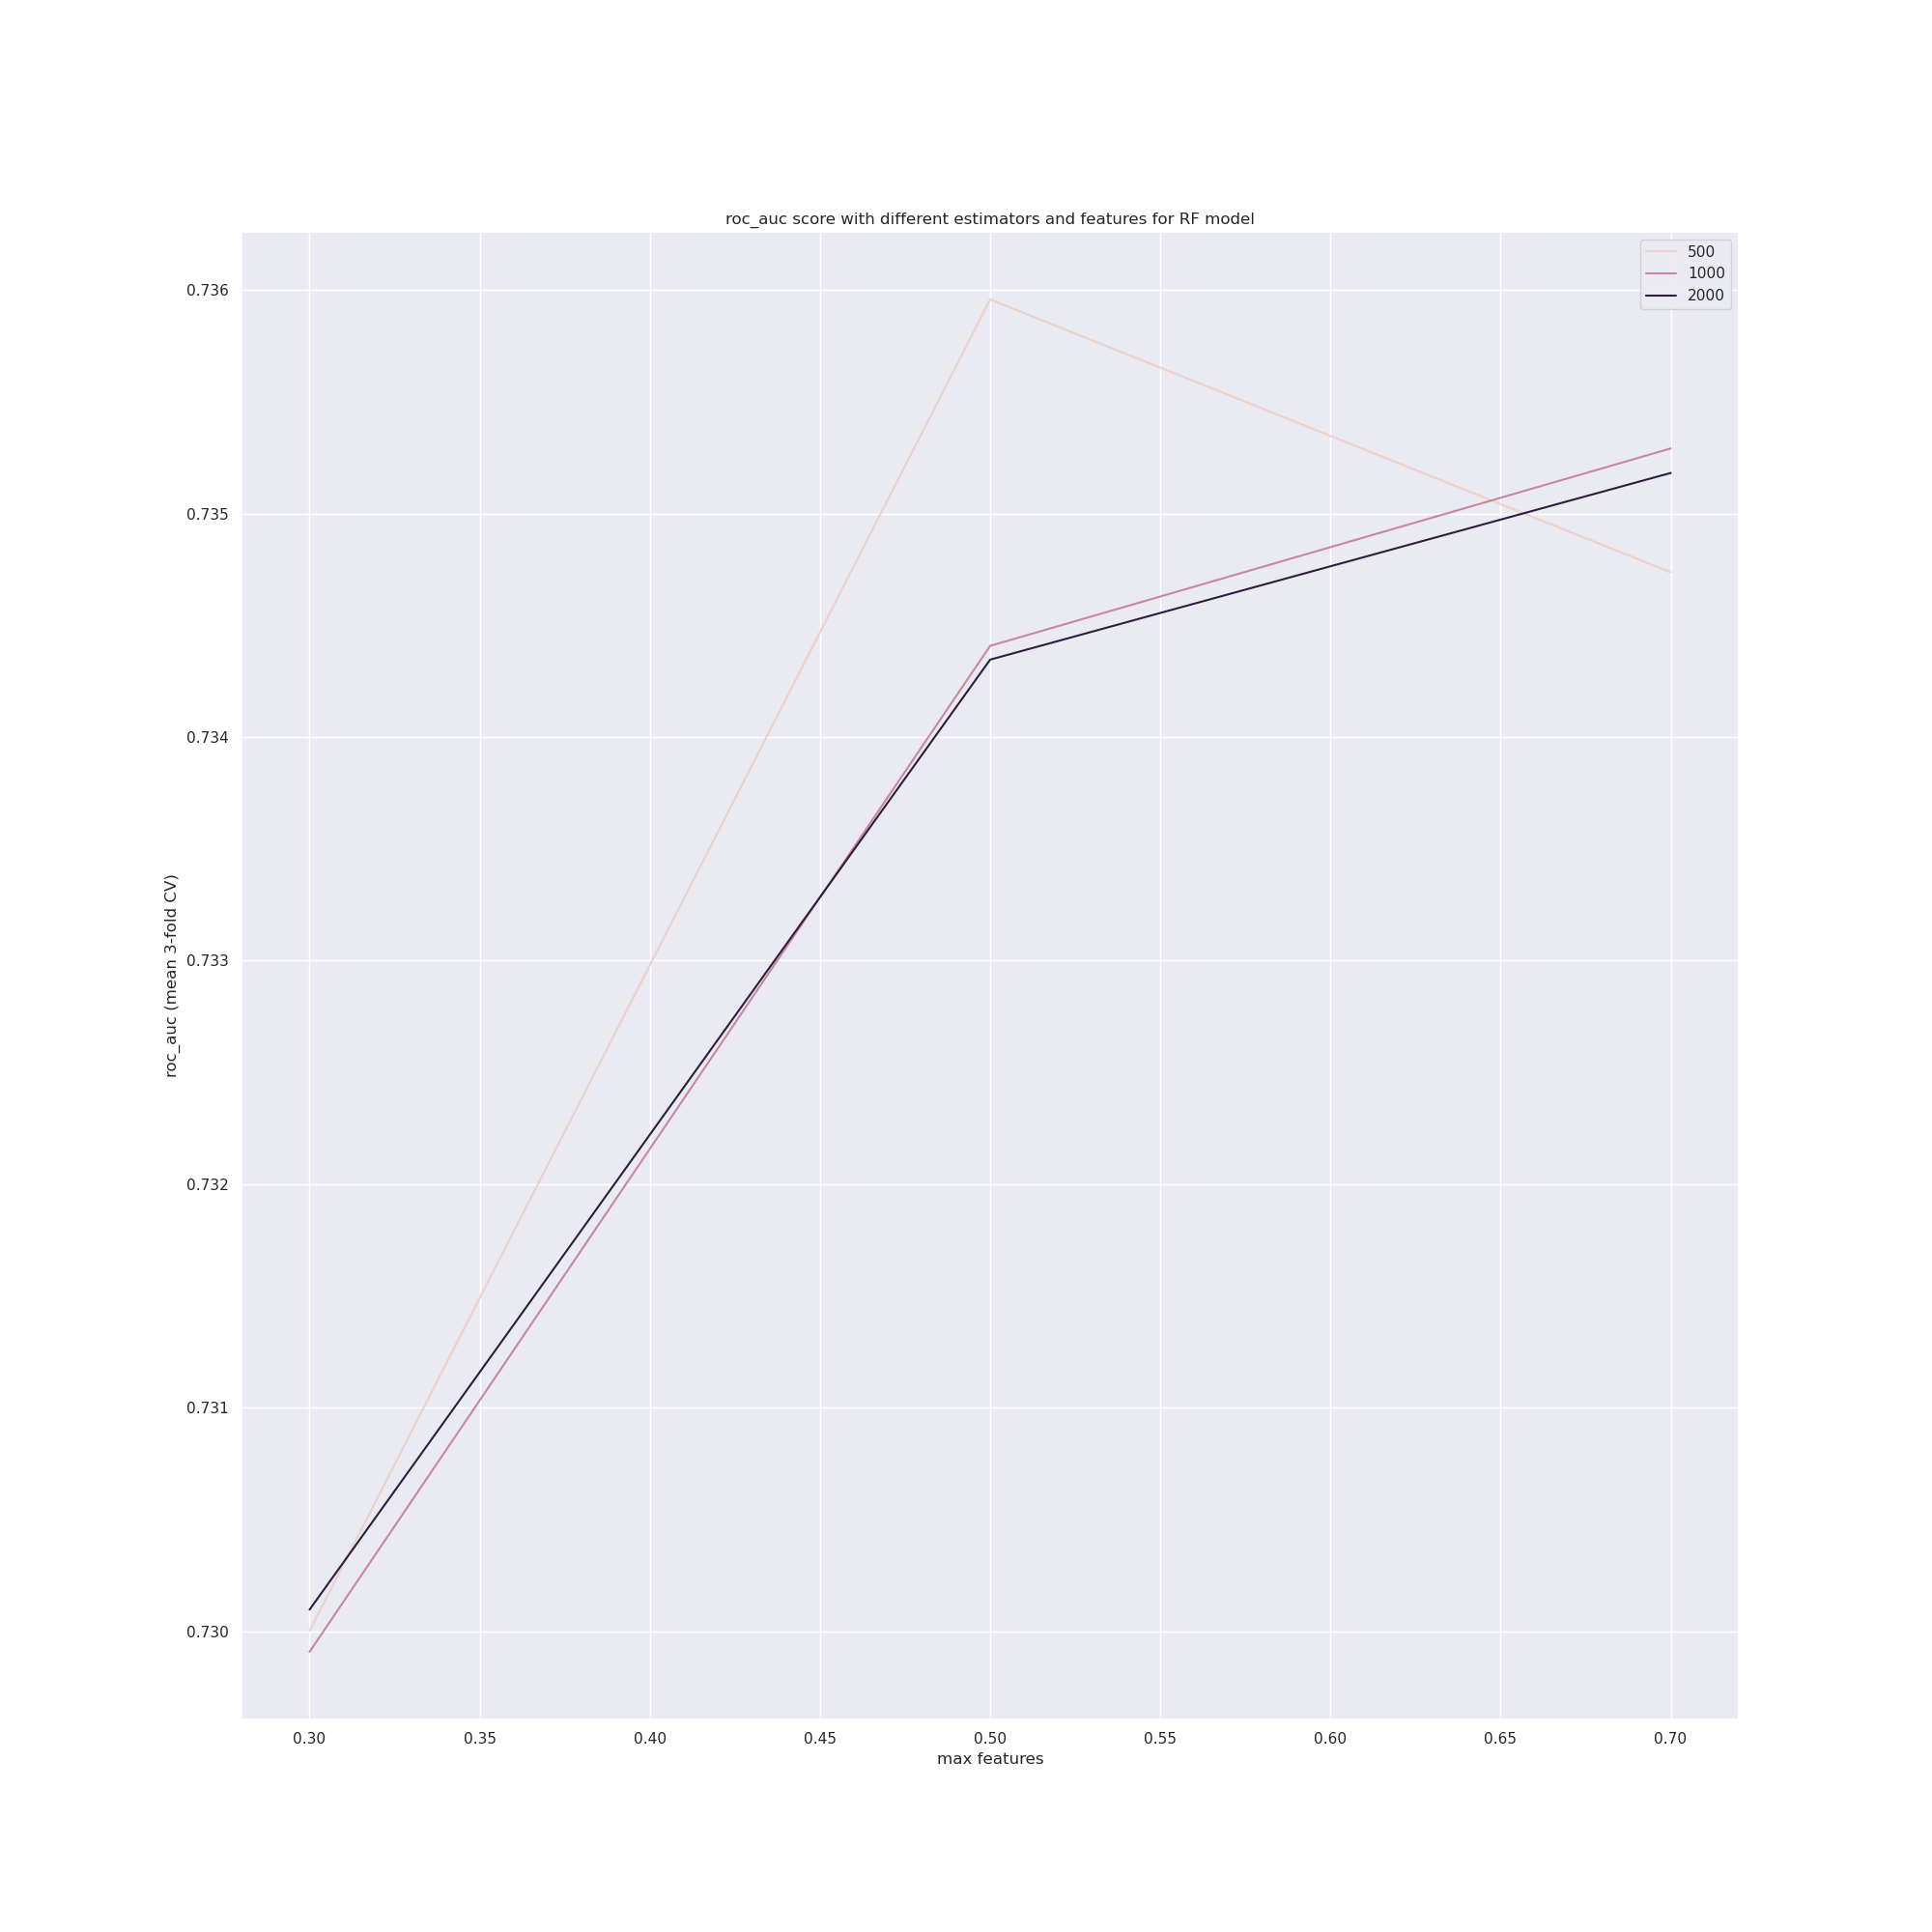 roc_auc score with different estimators and features for RF model
500
1000
2000
0.736
0.735
0.734
0.733
0.732
0.731
0.730
roc_auc (mean 3-fold CV)
0.30 0.35 0.40 0.45 0.50 0.55 0.60 0.65 0.70
max features